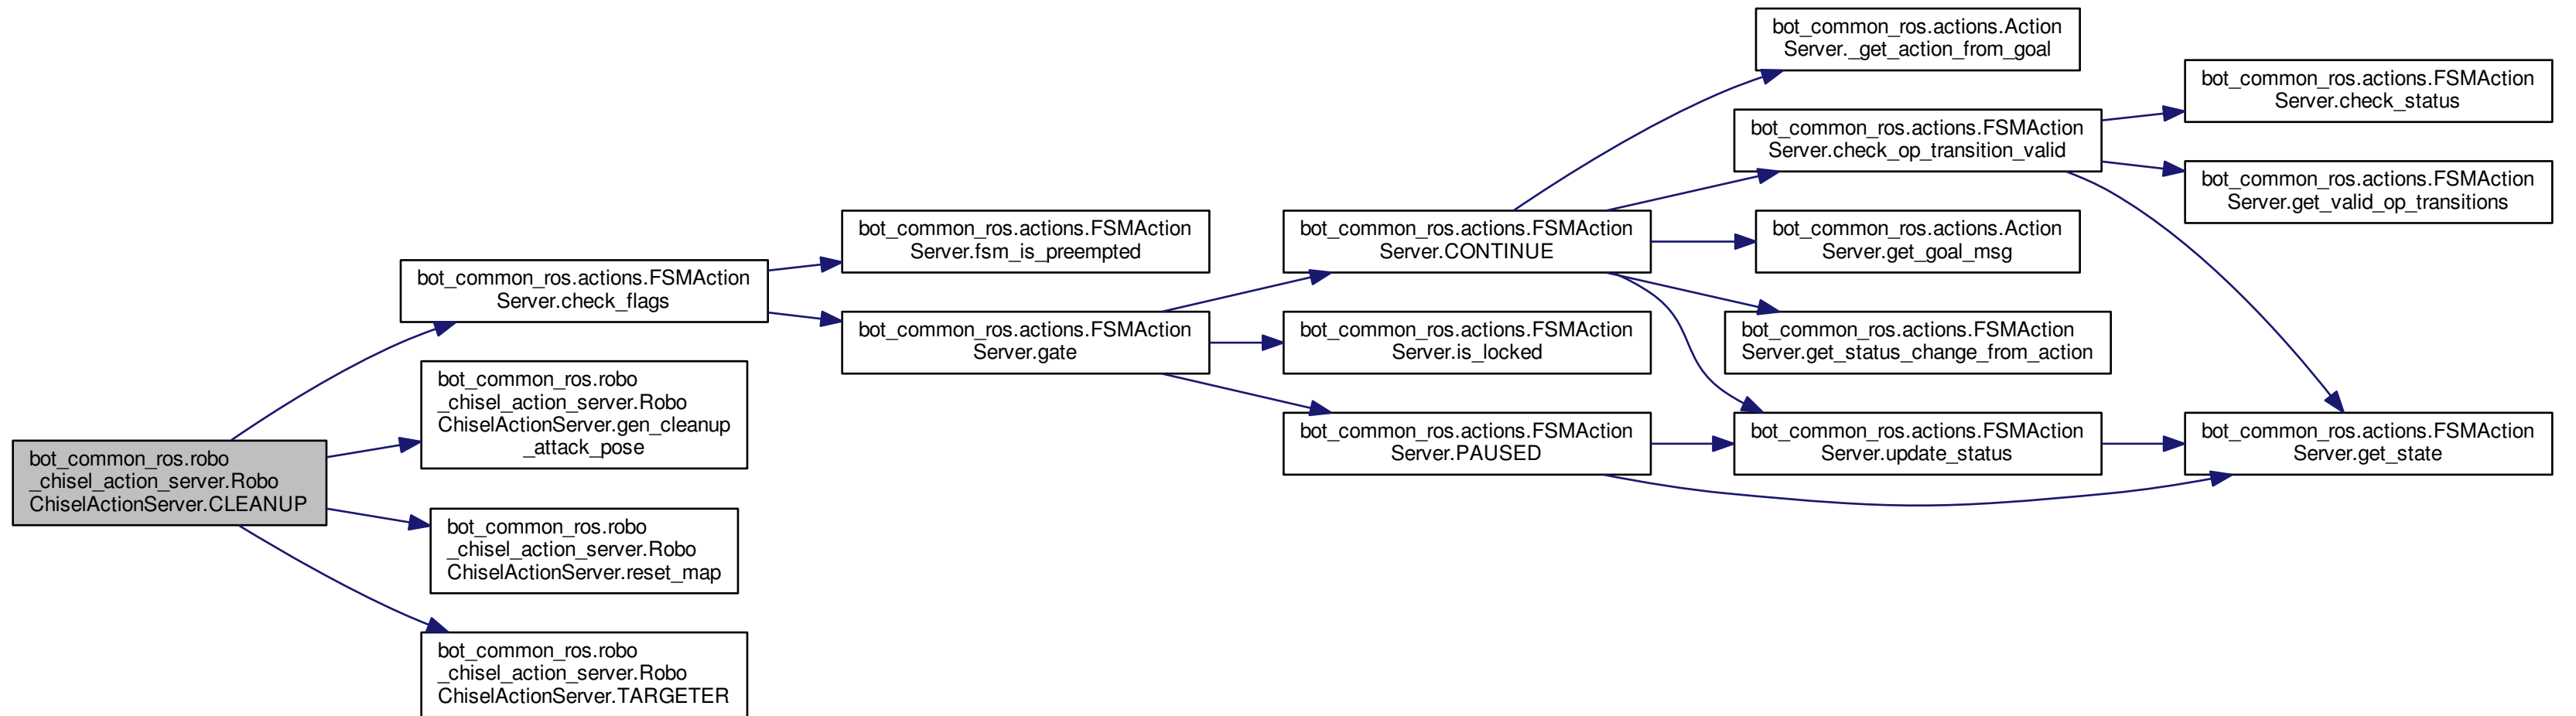 bot_common_ros.actions.Action
Server._get_action_from_goal
bot_common_ros.actions.FSMAction
Server.check_status
bot_common_ros.actions.FSMAction
Server.check_op_transition_valid
bot_common_ros.actions.FSMAction
Server.get_valid_op_transitions
bot_common_ros.actions.FSMAction
Server.fsm_is_preempted
bot_common_ros.actions.FSMAction
Server.CONTINUE
bot_common_ros.actions.Action
Server.get_goal_msg
bot_common_ros.actions.FSMAction
Server.check_flags
bot_common_ros.actions.FSMAction
Server.gate
bot_common_ros.actions.FSMAction
Server.is_locked
bot_common_ros.actions.FSMAction
Server.get_status_change_from_action
bot_common_ros.robo
_chisel_action_server.Robo
ChiselActionServer.gen_cleanup
_attack_pose
bot_common_ros.actions.FSMAction
Server.PAUSED
bot_common_ros.actions.FSMAction
Server.update_status
bot_common_ros.actions.FSMAction
Server.get_state
bot_common_ros.robo
_chisel_action_server.Robo
ChiselActionServer.CLEANUP
bot_common_ros.robo
_chisel_action_server.Robo
ChiselActionServer.reset_map
bot_common_ros.robo
_chisel_action_server.Robo
ChiselActionServer.TARGETER